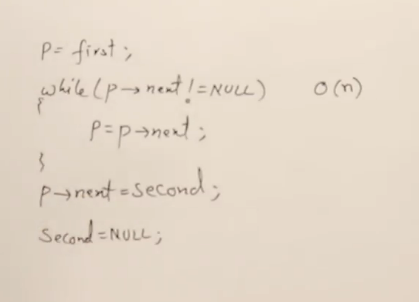 P= first;
while(p→next!=NULL) O(n)
{
P=p→next;
}
p→next=second;
Second=NULL;